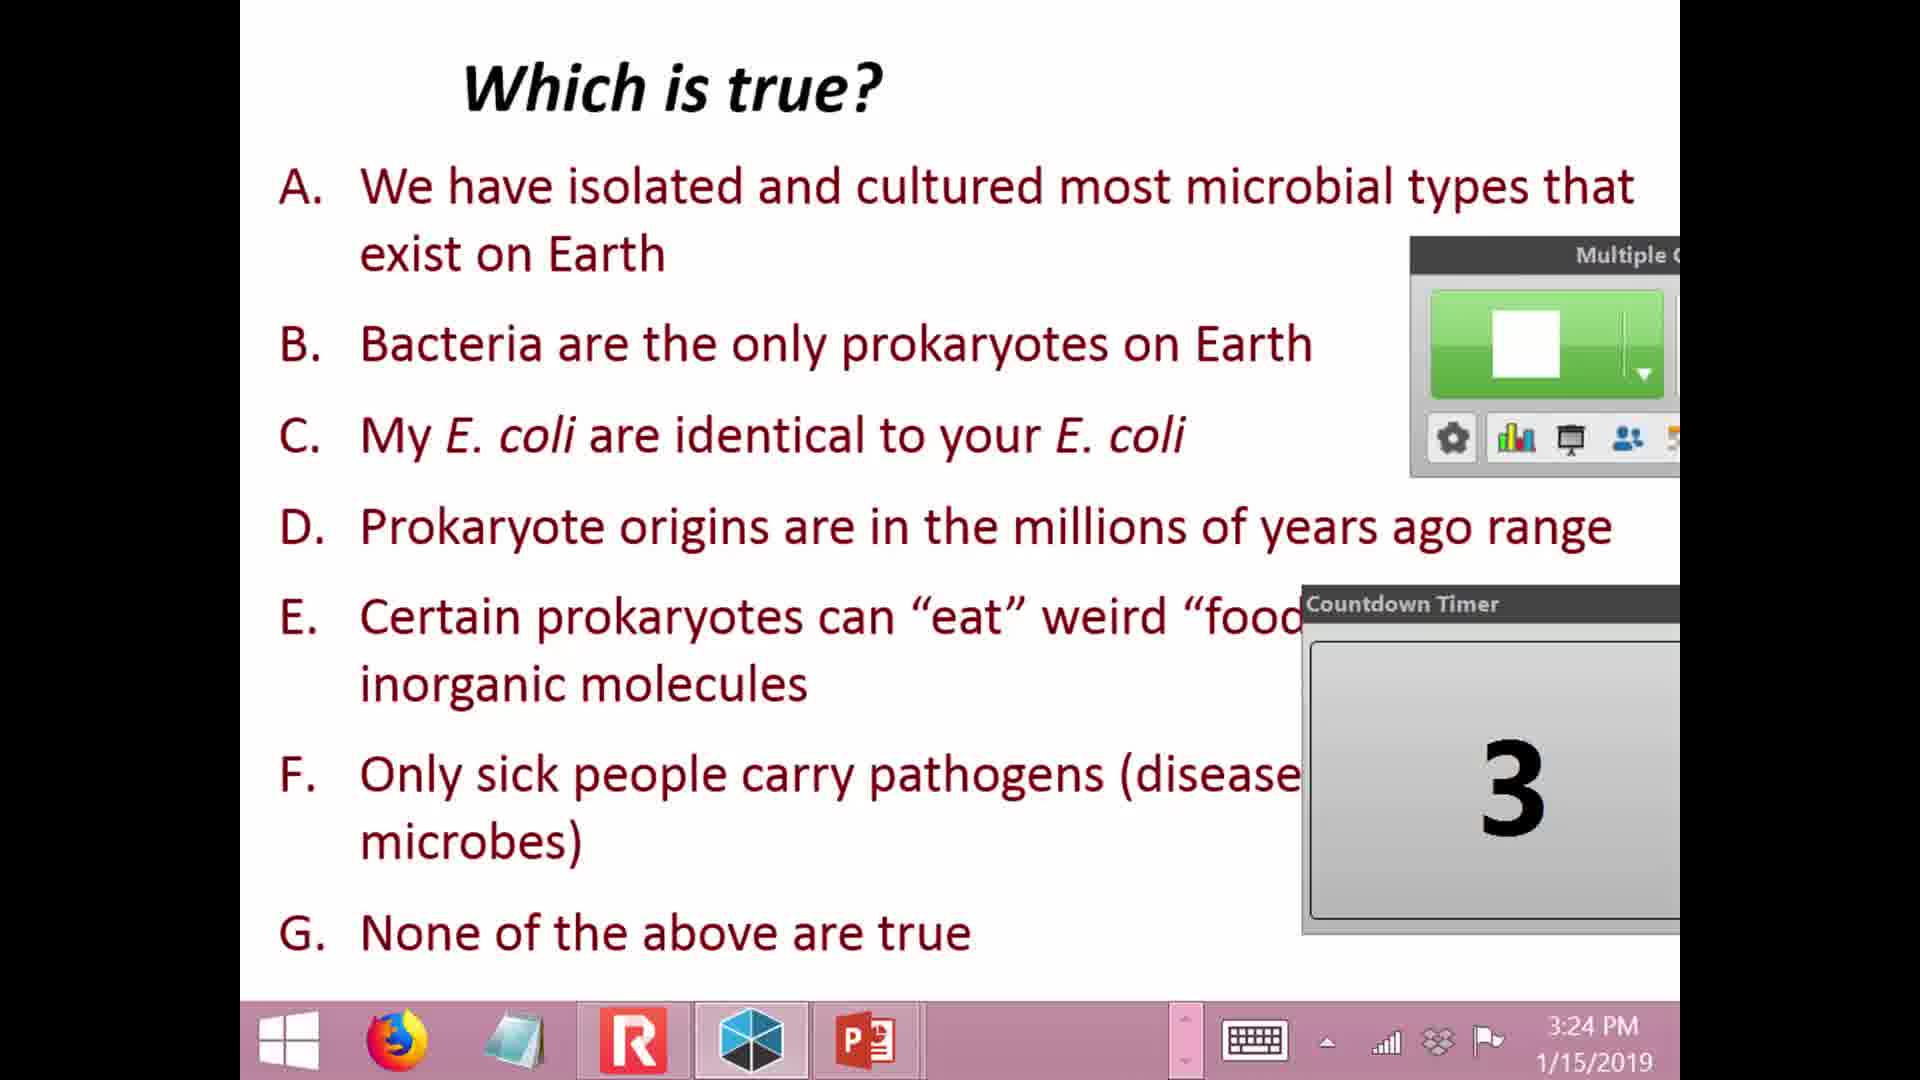 Which is true?
A. We have isolated and cultured most microbial types that
exist on Earth
Multiple
B. Bacteria are the only prokaryotes on Earth
C. My E. coli are identical to your E. coli
D. Prokaryote origins are in the millions of years ago range
E. Certain prokaryotes can “eat” weird “food
inorganic molecules
Countdown Timer
3
F. Only sick people carry pathogens (disease
microbes)
G. None of the above are true
R
P
3:24 PM
1/15/2019